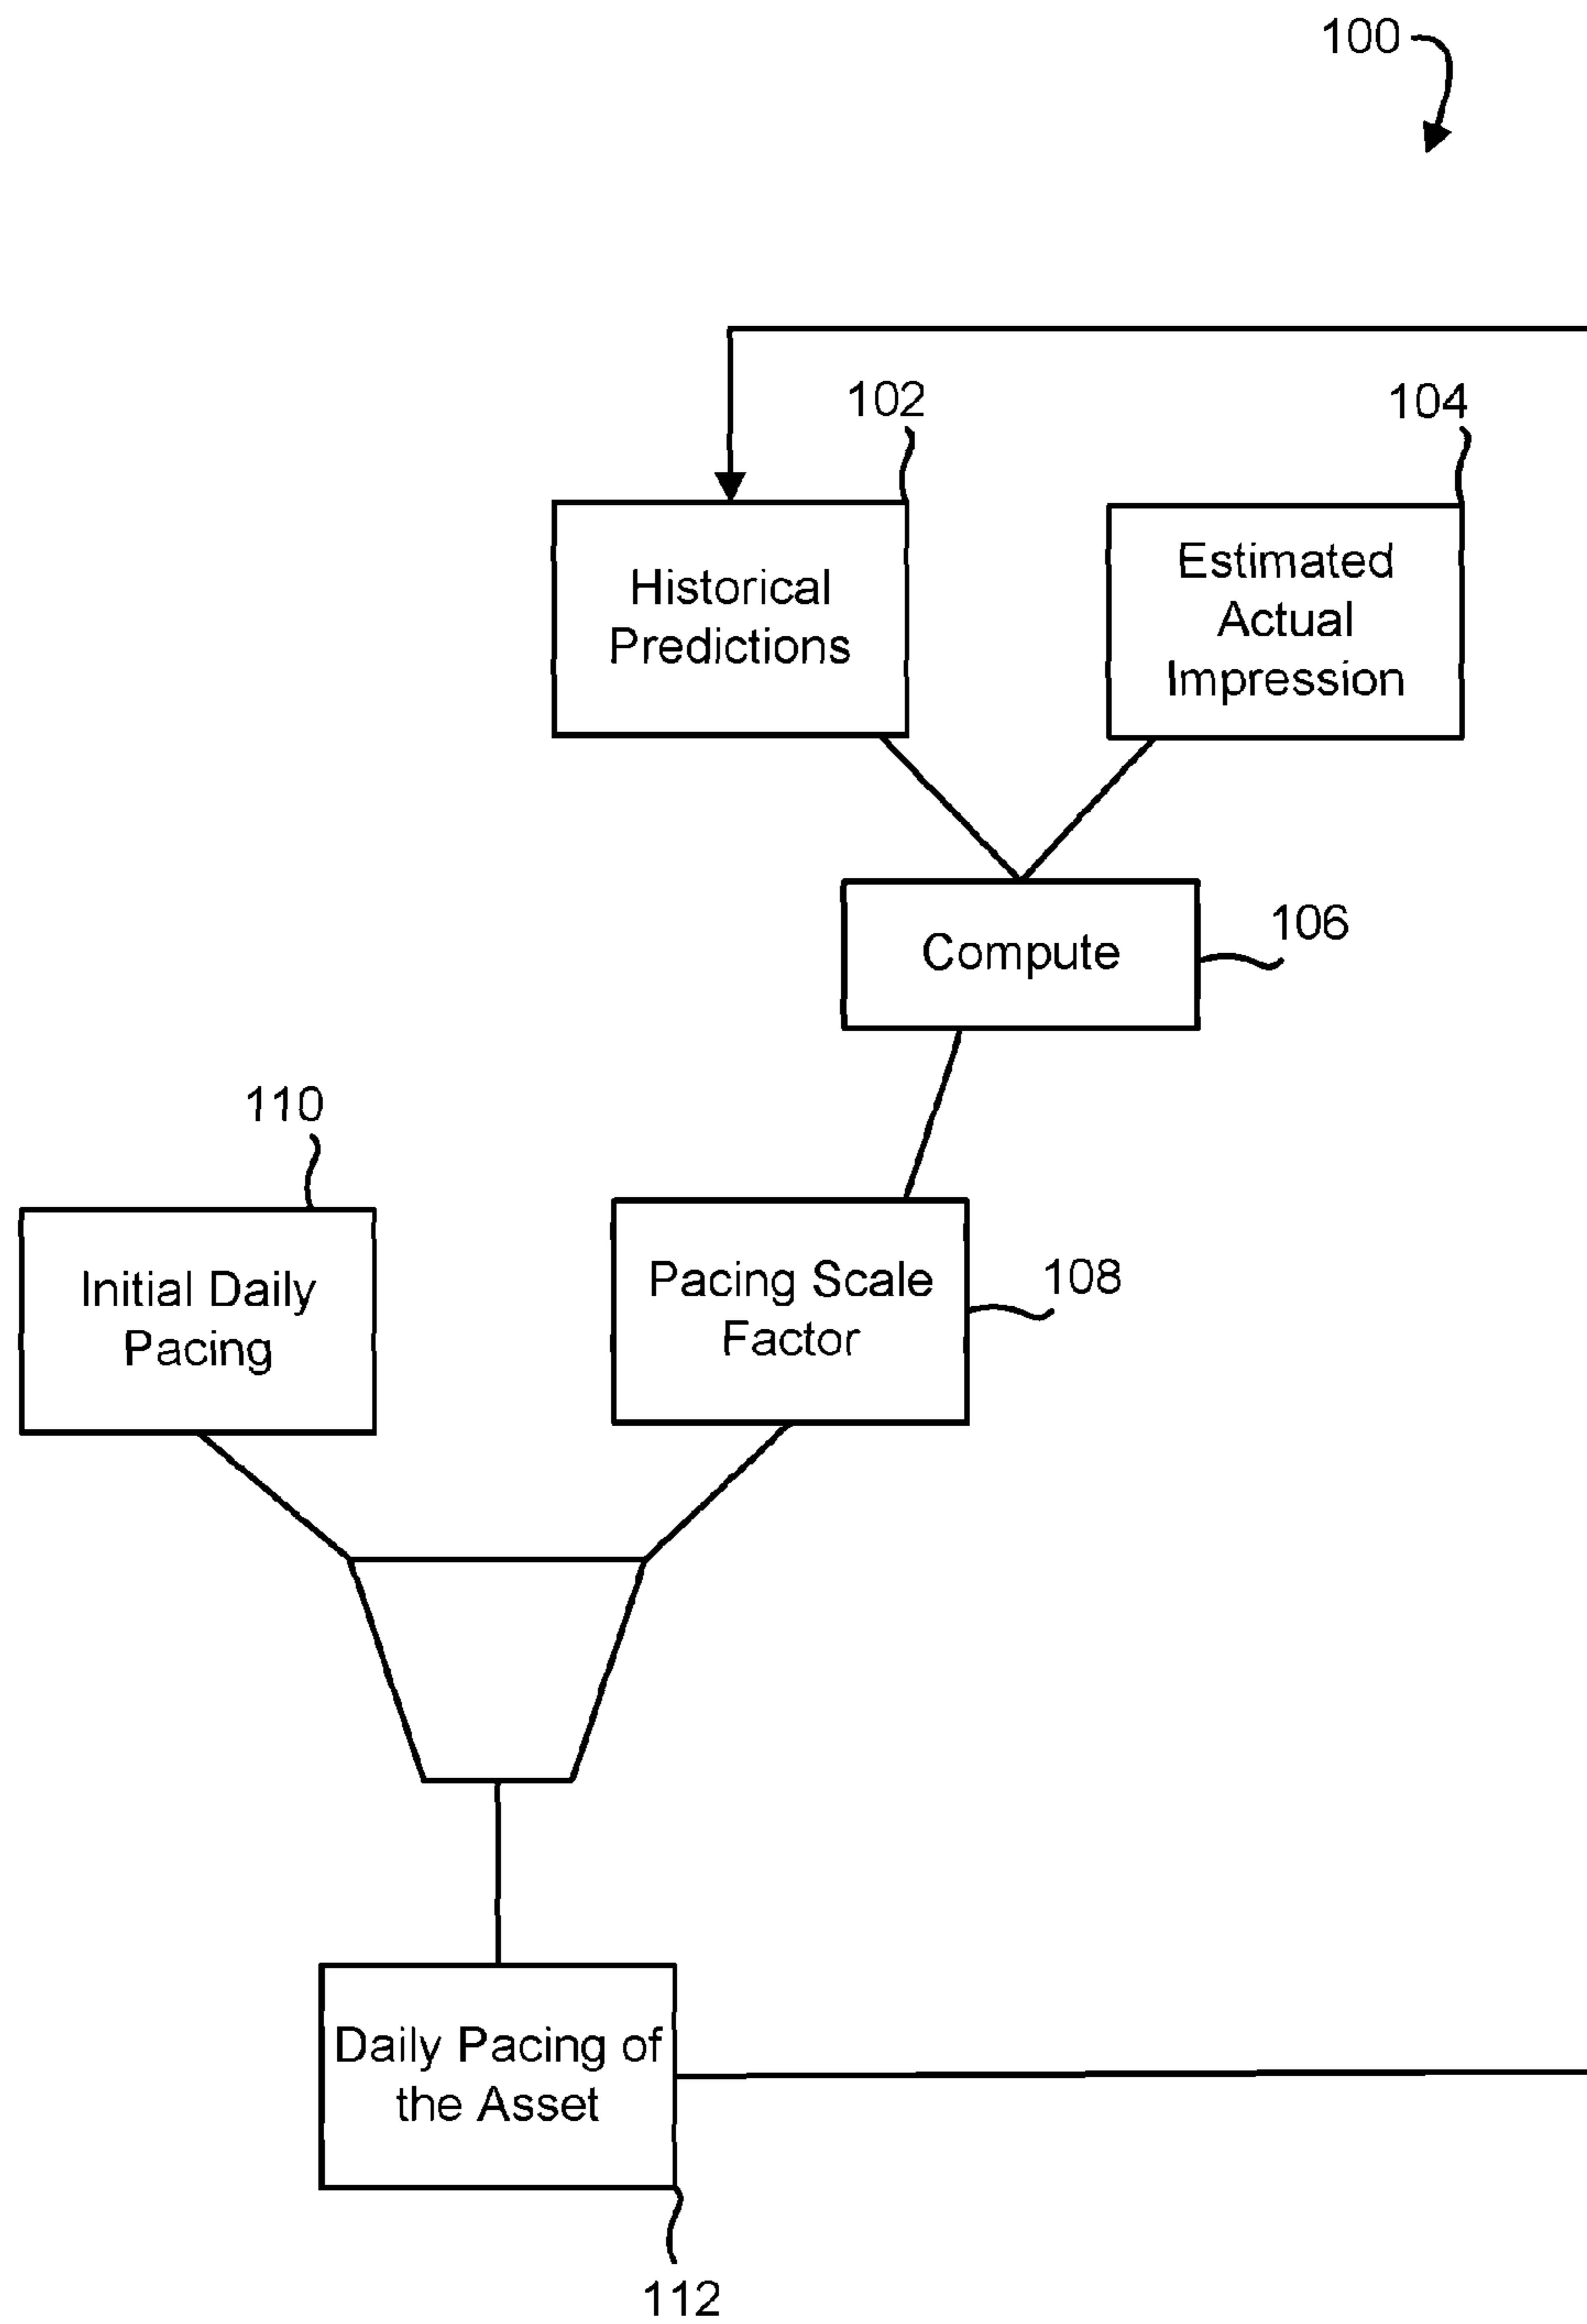 100
102
104
Historical
Predictions
Estimated
Actual
Impression
Compute
106
110
Initial Daily
Pacing
Pacing Scale
Factor
108
Daily Pacing of
the Asset
112